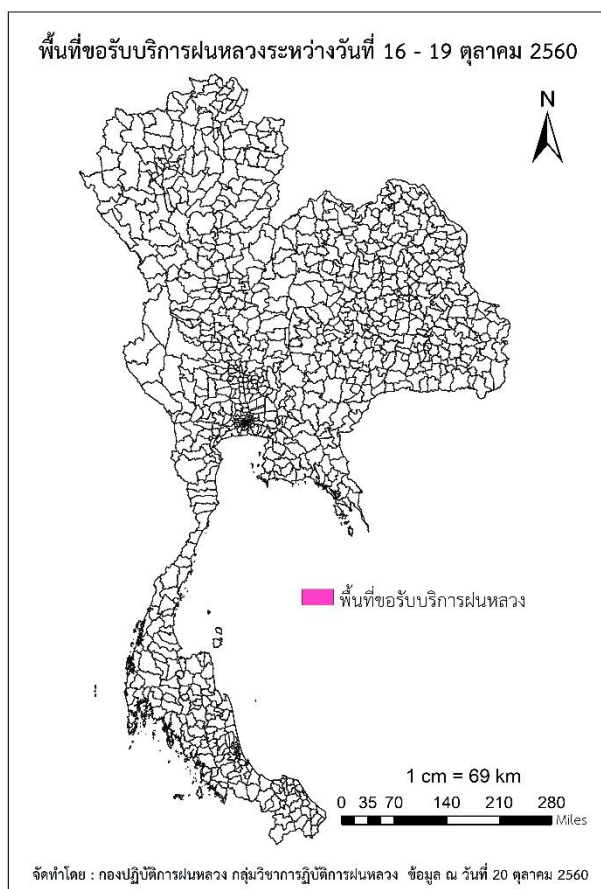 พื้นที่ขอรับบริการฝนหลวงระหว่างวันที่ 16 - 19 ตุลาคม 2560
N
พื้นที่ขอรับบริการฝนหลวง
1 cm = 69 km
0 35 70 140 210 280
Miles
จัดทำโดย : กองปฏิบัติการฝนหลวง กลุ่มวิชาการปฏิบัติการฝนหลวง ข้อมูล ณ วันที่ 20 ตุลาคม 2560